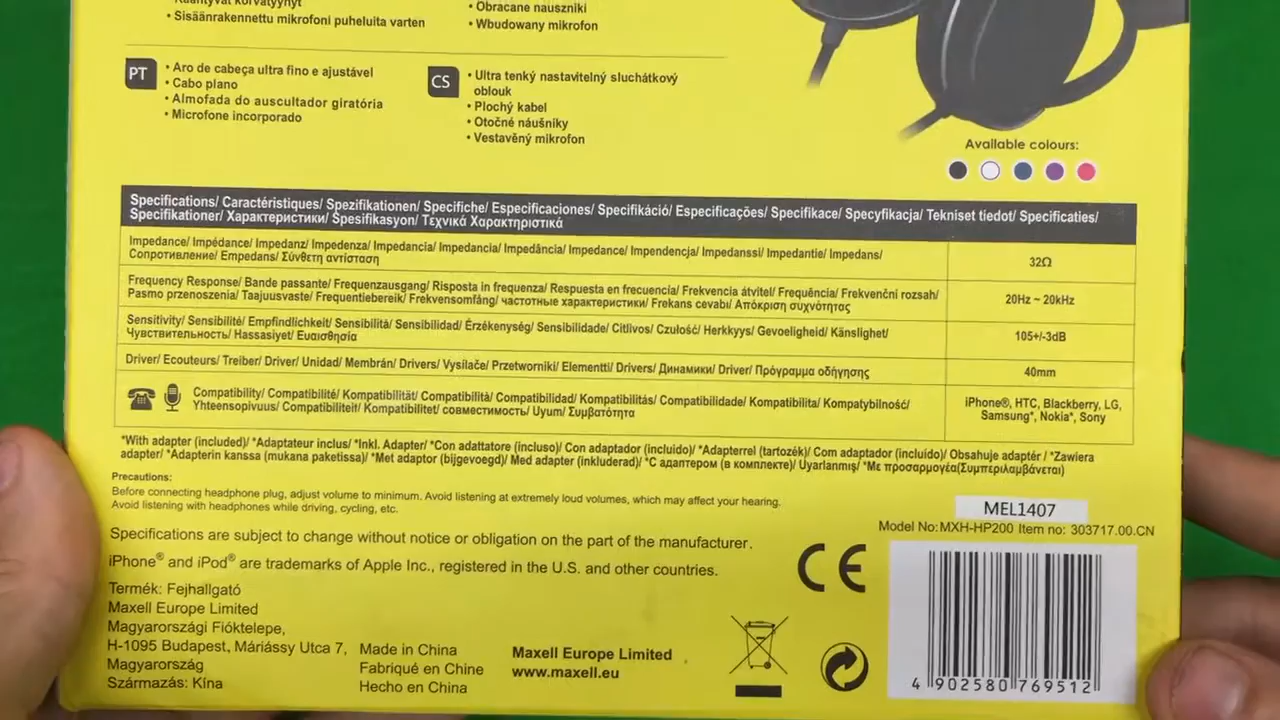 • Kääntyvät korvatyynyt
• Sisäänrakennettu mikrofoni puheluita varten
• Obracane nauszniki
• Wbudowany mikrofon
PT
• Aro de cabeça ultra fino e ajustável
• Cabo plano
• Almofada do auscultador giratória
• Microfone incorporado
CS
• Ultra tenký nastavitelný sluchátkový
oblouk
• Plochý kabel
• Otočné náušníky
• Vestavěný mikrofon
Available colours:
Specifications/ Caractéristiques/ Spezifikationen/ Specifiche/ Especificaciones/ Specifikáció/ Especificações/ Specifikace/ Specyfikacja/ Tekniset tiedot/ Specificaties/
Specifikationer/ Характеристики/ Spesifikasyon/ Τεχνικά Χαρακτηριστικά
Impedance/ Impédance/ Impedanz/ Impedenza/ Impedancia/ Impedancia/ Impedância/ Impedance/ Impendencja/ Impedanssi/ Impedantie/ Impedans/
Сопротивление/ Empedans/ Σύνθετη αντίσταση
32Ω
Frequency Response/ Bande passante/ Frequenzausgang/ Risposta in frequenza/ Respuesta en frecuencia/ Frekvencia átvitel/ Frequência/ Frekvenční rozsah/
Pasmo przenoszenia/ Taajuusvaste/ Frequentiebereik/ Frekvensomfång/ частотные характеристики/ Frekans cevabı/ Απόκριση συχνότητας
20Hz ~ 20kHz
Sensitivity/ Sensibilité/ Empfindlichkeit/ Sensibilità/ Sensibilidad/ Érzékenység/ Sensibilidade/ Citlivos/ Czułość/ Herkkyys/ Gevoeligheid/ Känslighet/
Чувствительность/ Hassasiyet/ Ευαισθησία
105+/-3dB
Driver/ Ecouteurs/ Treiber/ Driver/ Unidad/ Membrán/ Drivers/ Vysílače/ Przetworniki/ Elementti/ Drivers/ Динамики/ Driver/ Πρόγραμμα οδήγησης
40mm
Compatibility/ Compatibilité/ Kompatibilität/ Compatibilità/ Compatibilidad/ Kompatibilitás/ Compatibilidade/ Kompatibilita/ Kompatybilność/
Yhteensopivuus/ Compatibiliteit/ Kompatibilitet/ совместимость/ Uyum/ Συμβατότητα
iPhone®, HTC, Blackberry, LG,
Samsung*, Nokia*, Sony
*With adapter (included)/ *Adaptateur inclus/ *Inkl. Adapter/ *Con adattatore (incluso)/ Con adaptador (incluido)/ *Adapterrel (tartozék)/ Com adaptador (incluído)/ Obsahuje adaptér / *Zawiera
adapter/ *Adapterin kanssa (mukana paketissa)/ *Met adaptor (bijgevoegd)/ Med adapter (inkluderad)/ *С адаптером (в комплекте)/ Uyarlanmış/ *Με προσαρμογέα(Συμπεριλαμβάνεται)
Precautions:
Before connecting headphone plug, adjust volume to minimum. Avoid listening at extremely loud volumes, which may affect your hearing.
Avoid listening with headphones while driving, cycling, etc.
MEL1407
Model No:MXH-HP200 Item no: 303717.00.CN
Specifications are subject to change without notice or obligation on the part of the manufacturer.
iPhone® and iPod® are trademarks of Apple Inc., registered in the U.S. and other countries.
CE
Termék: Fejhallgató
Maxell Europe Limited
Magyarországi Fióktelepe,
H-1095 Budapest, Máriássy Utca 7,
Magyarország
Származás: Kína
Made in China
Fabriqué en Chine
Hecho en China
Maxell Europe Limited
www.maxell.eu
4 902580 769512